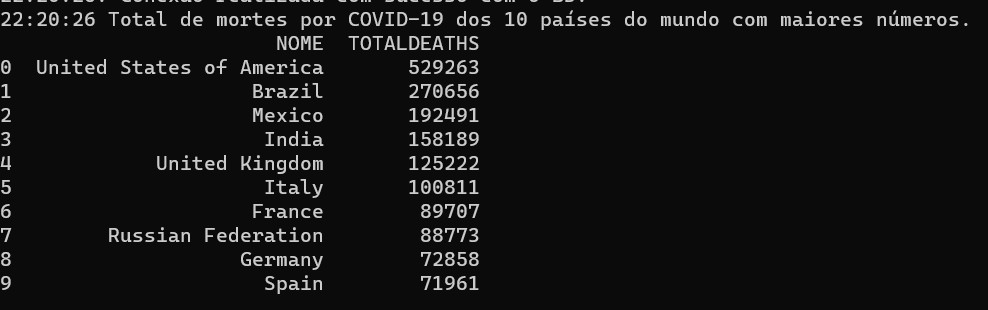 22:20:26 Total de mortes por COVID-19 dos 10 países do mundo com maiores números.
NOME TOTALDEATHS
0 United States of America 529263
1 Brazil 270656
2 Mexico 192491
3 India 158189
4 United Kingdom 125222
5 Italy 100811
6 France 89707
7 Russian Federation 88773
8 Germany 72858
9 Spain 71961